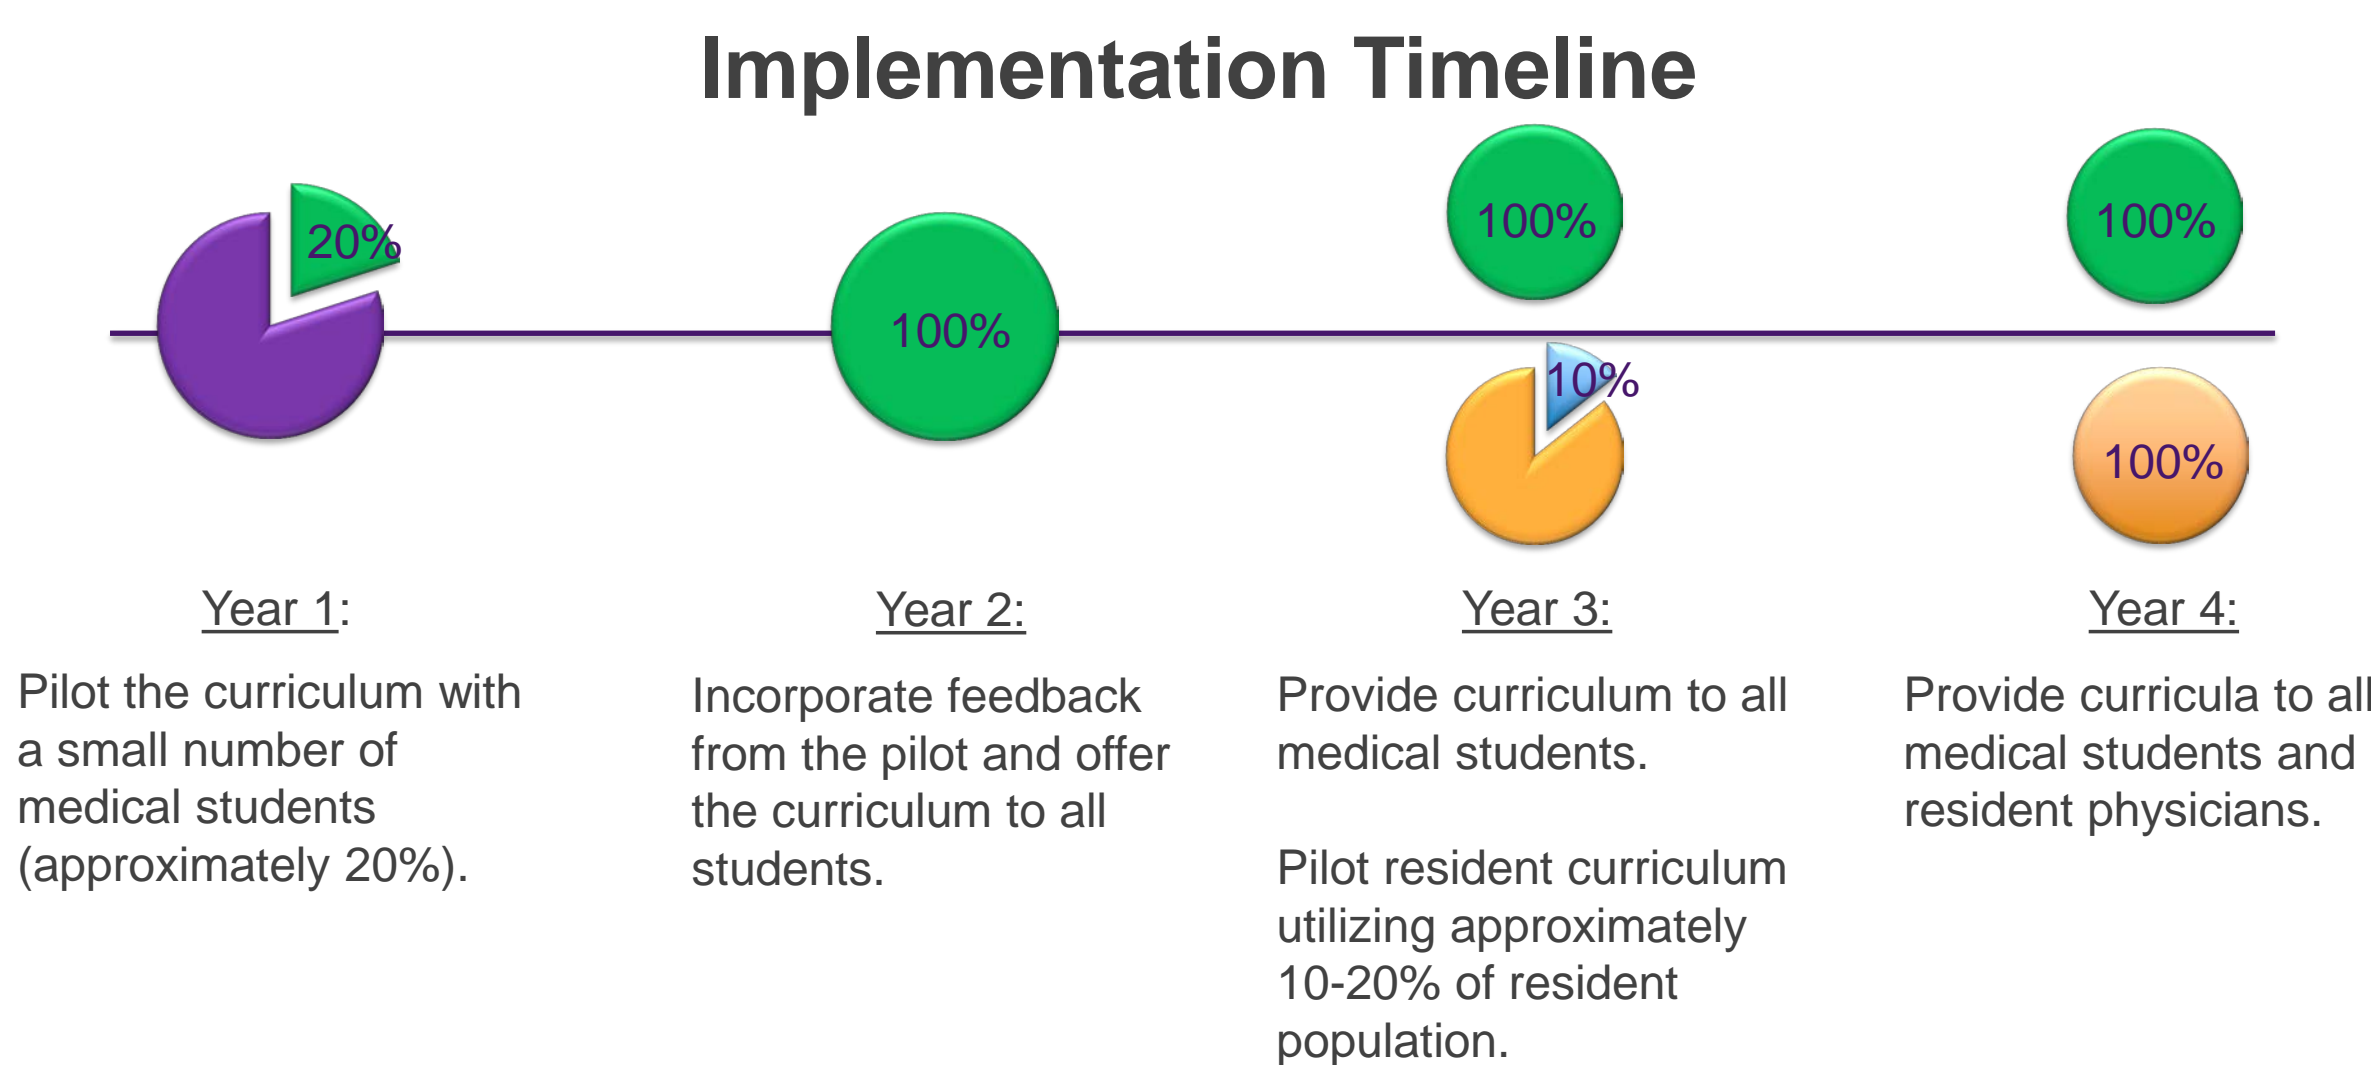 Implementation Timeline
20%
100%
100%
10%
100%
100%
Year 1:
Pilot the curriculum with
a small number of
medical students
(approximately 20%).
Year 2:
Incorporate feedback
from the pilot and offer
the curriculum to all
students.
Year 3:
Provide curriculum to all
medical students.
Pilot resident curriculum
utilizing approximately
10-20% of resident
population.
Year 4:
Provide curricula to all
medical students and
resident physicians.